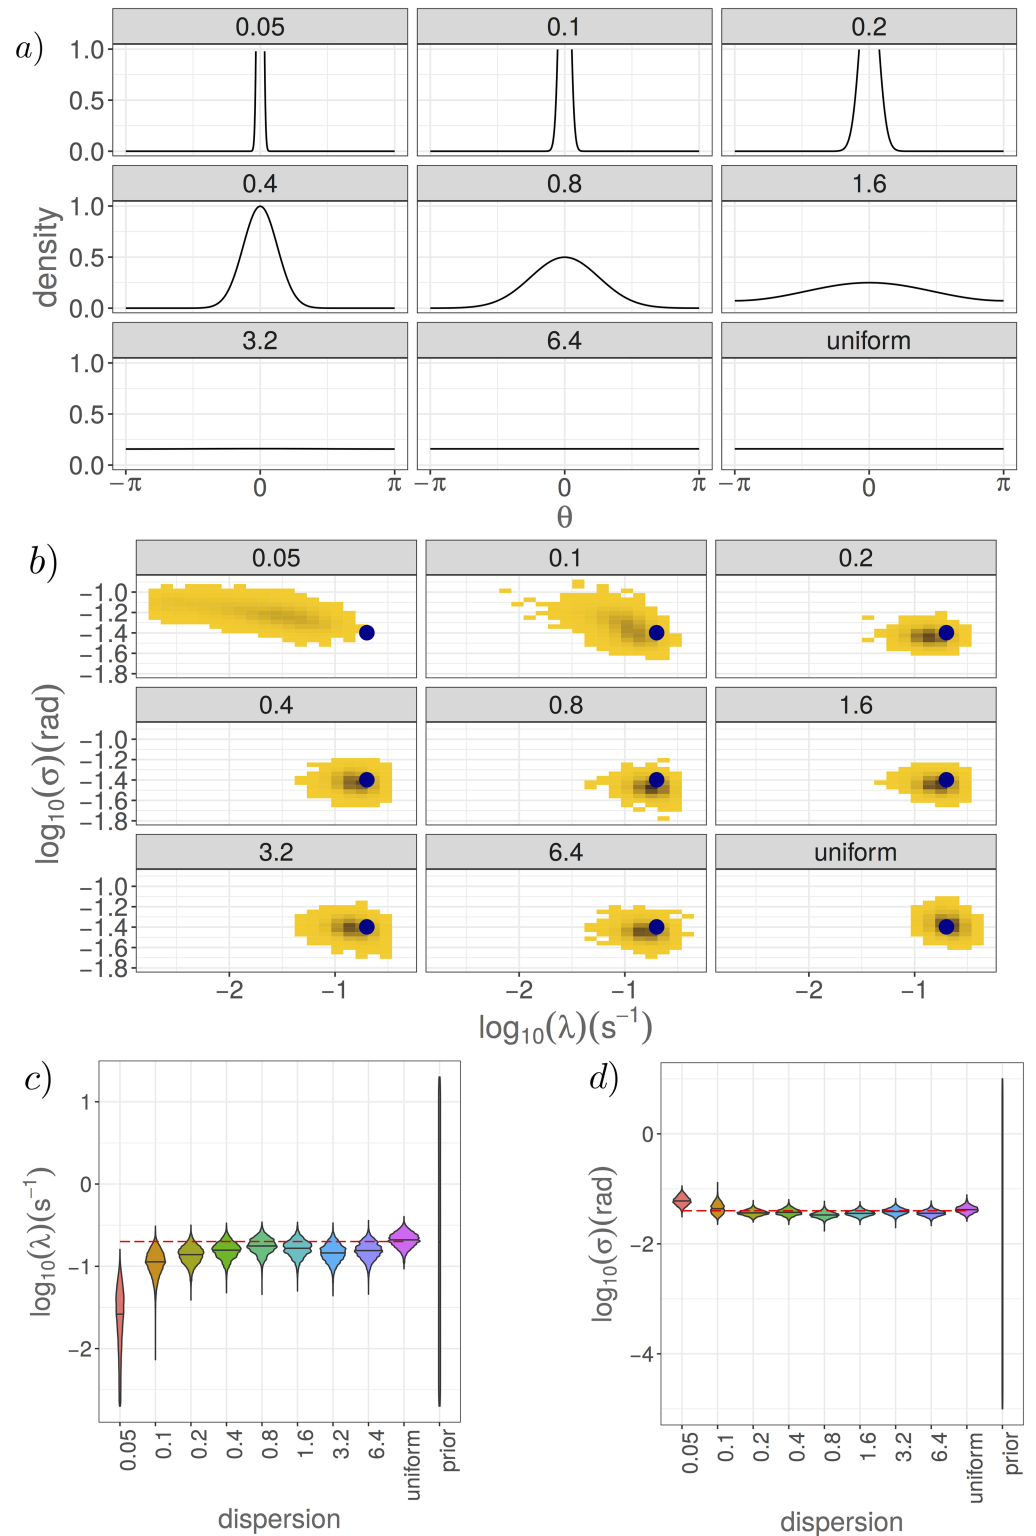 a)
0.05 0.1 0.2
1.0
0.5
0.0
0.4 0.8 1.6
1.0
0.5
0.0
density
3.2 6.4 uniform
1.0
0.5
0.0
−π 0 π −π 0 π −π 0 π
θ
b)
0.05 0.1 0.2
−1.0
−1.2
−1.4
−1.6
−1.8
0.4 0.8 1.6
−1.0
−1.2
−1.4
−1.6
−1.8
log10(σ)(rad)
3.2 6.4 uniform
−1.0
−1.2
−1.4
−1.6
−1.8
−2 −1 −2 −1 −2 −1
log10(λ)(s−1)
c)
1
0
−1
−2
log10(λ)(s−1)
0.05 0.1 0.2 0.4 0.8 1.6 3.2 6.4 uniform prior
dispersion
d)
0
−2
−4
log10(σ)(rad)
0.05 0.1 0.2 0.4 0.8 1.6 3.2 6.4 uniform prior
dispersion